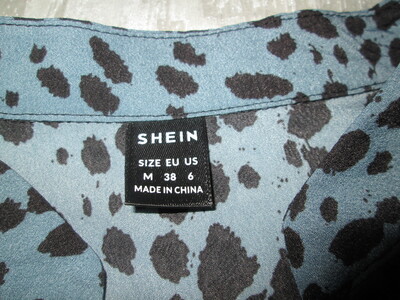 SHEIN
SIZE EU US
M 38 6
MADE IN CHINA